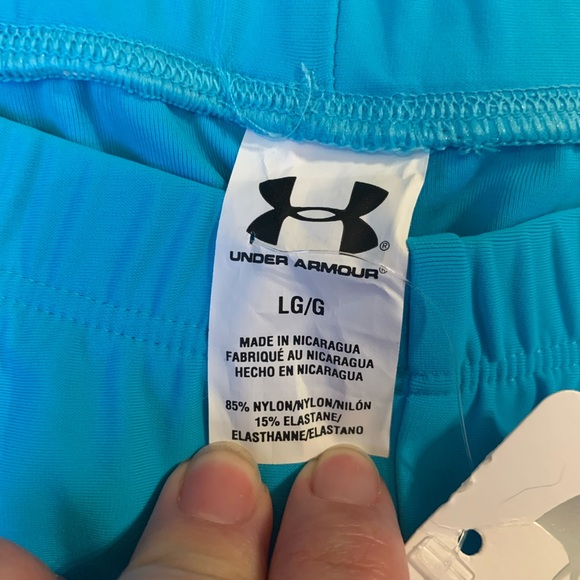 ®
UNDER ARMOUR®
LG/G
MADE IN NICARAGUA
FABRIQUÉ AU NICARAGUA
HECHO EN NICARAGUA
85% NYLON/NYLON/NILÓN
15% ELASTANE/
ELASTHANNE/ELASTANO